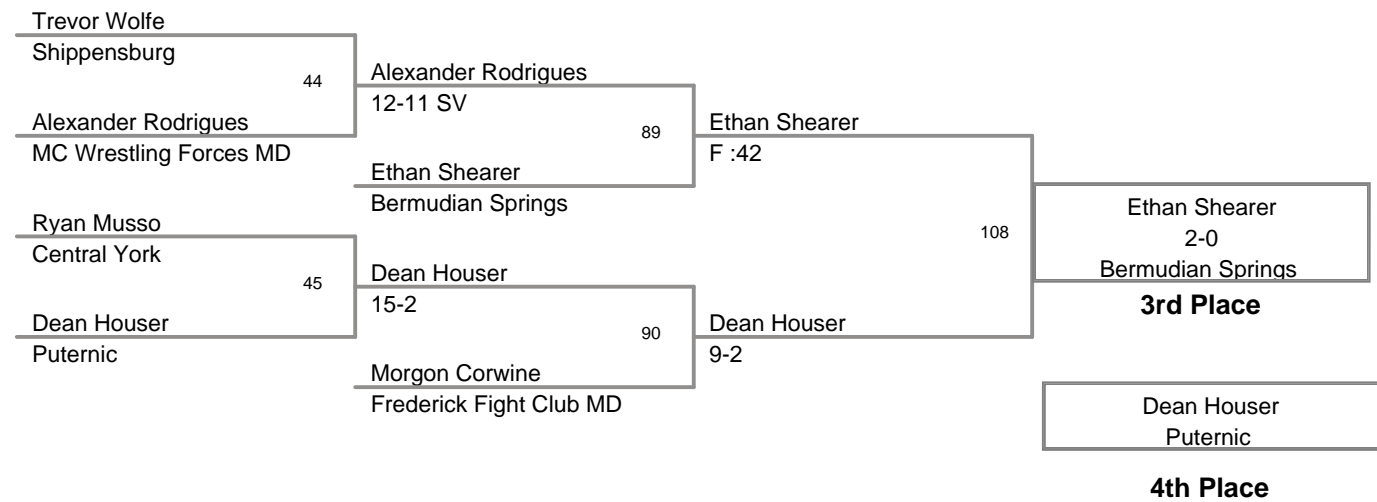 Trevor Wolfe
Shippensburg
44
Alexander Rodrigues
MC Wrestling Forces MD
Ryan Musso
Central York
45
Dean Houser
Puternic
Alexander Rodrigues
12-11 SV
89
Ethan Shearer
Bermudian Springs
Dean Houser
15-2
90
Morgon Corwine
Frederick Fight Club MD
Ethan Shearer
F :42
108
Dean Houser
9-2
Ethan Shearer
2-0
Bermudian Springs
3rd Place
Dean Houser
Puternic
4th Place